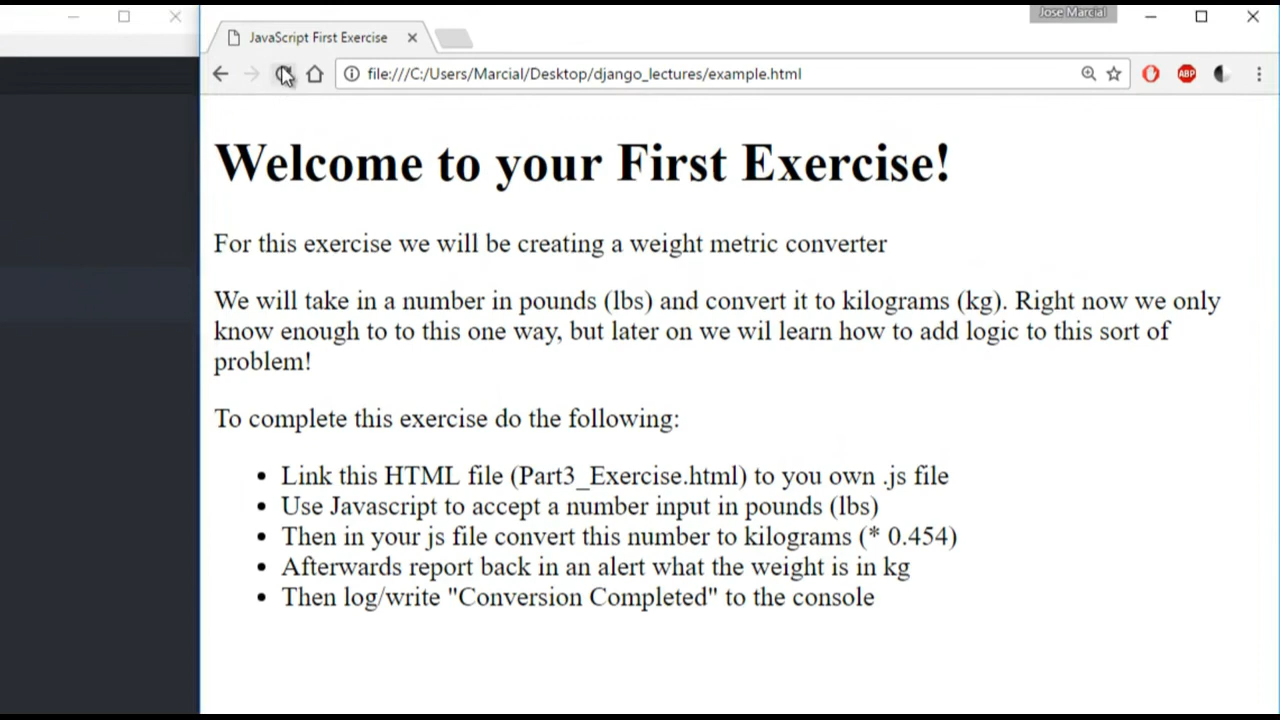 Jose Marcial
JavaScript First Exercise
file:///C:/Users/Marcial/Desktop/django_lectures/example.html
ABP
Welcome to your First Exercise!
For this exercise we will be creating a weight metric converter
We will take in a number in pounds (lbs) and convert it to kilograms (kg). Right now we only
know enough to to this one way, but later on we wil learn how to add logic to this sort of
problem!
To complete this exercise do the following:
• Link this HTML file (Part3_Exercise.html) to you own .js file
• Use Javascript to accept a number input in pounds (lbs)
• Then in your js file convert this number to kilograms (* 0.454)
• Afterwards report back in an alert what the weight is in kg
• Then log/write "Conversion Completed" to the console